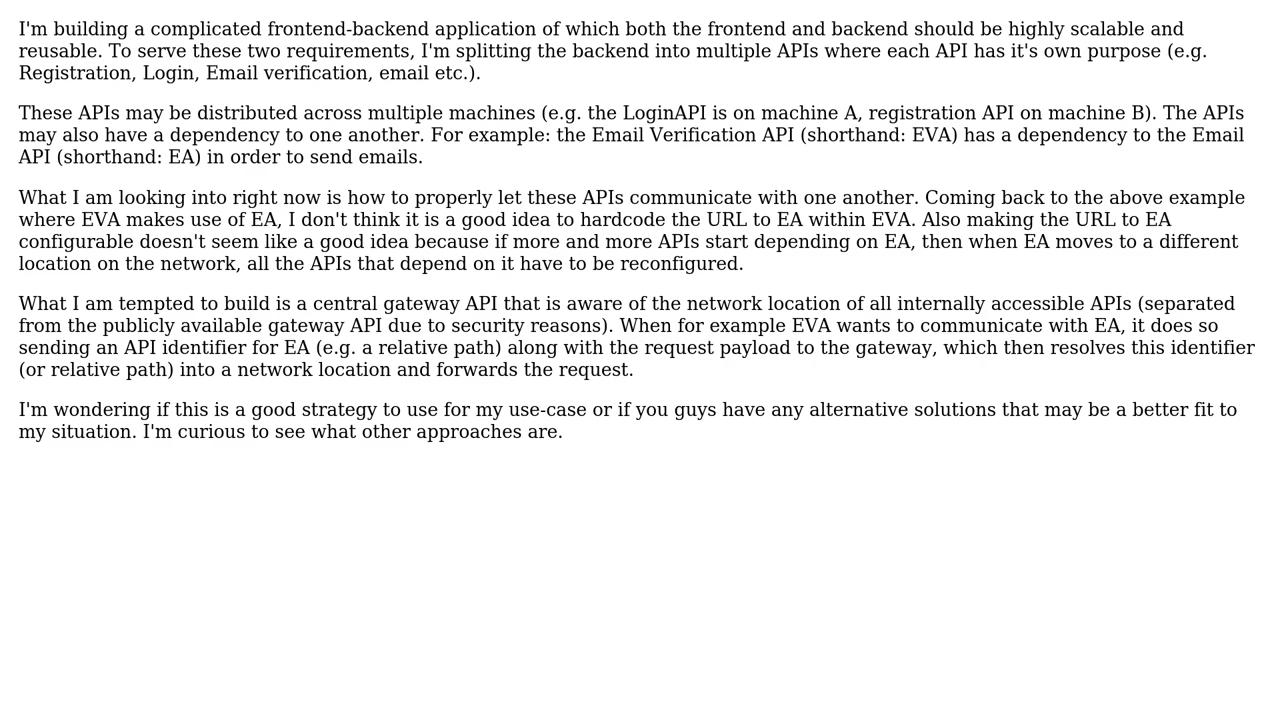 I'm building a complicated frontend-backend application of which both the frontend and backend should be highly scalable and
reusable. To serve these two requirements, I'm splitting the backend into multiple APIs where each API has it's own purpose (e.g.
Registration, Login, Email verification, email etc.).
These APIs may be distributed across multiple machines (e.g. the LoginAPI is on machine A, registration API on machine B). The APIs
may also have a dependency to one another. For example: the Email Verification API (shorthand: EVA) has a dependency to the Email
API (shorthand: EA) in order to send emails.
What I am looking into right now is how to properly let these APIs communicate with one another. Coming back to the above example
where EVA makes use of EA, I don't think it is a good idea to hardcode the URL to EA within EVA. Also making the URL to EA
configurable doesn't seem like a good idea because if more and more APIs start depending on EA, then when EA moves to a different
location on the network, all the APIs that depend on it have to be reconfigured.
What I am tempted to build is a central gateway API that is aware of the network location of all internally accessible APIs (separated
from the publicly available gateway API due to security reasons). When for example EVA wants to communicate with EA, it does so
sending an API identifier for EA (e.g. a relative path) along with the request payload to the gateway, which then resolves this identifier
(or relative path) into a network location and forwards the request.
I'm wondering if this is a good strategy to use for my use-case or if you guys have any alternative solutions that may be a better fit to
my situation. I'm curious to see what other approaches are.